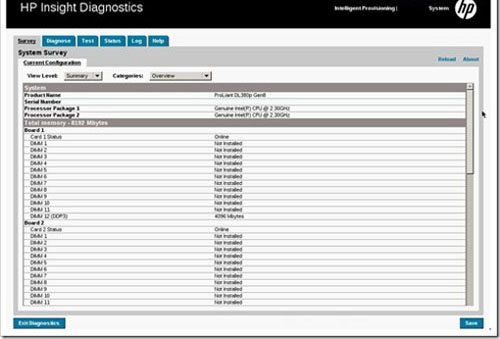 HP Insight Diagnostics
Intelligent Provisioning | System hp
Survey Diagnose Test Status Log Help
System Survey
Reload About
Current Configuration
View Level: Summary Categories: Overview
System
Product Name ProLiant DL380p Gen8
Serial Number
Processor Package 1 Genuine Intel(R) CPU @ 2.30GHz
Processor Package 2 Genuine Intel(R) CPU @ 2.30GHz
Total memory - 8192 Mbytes
Board 1
Card 1 Status Online
DIMM 1 Not Installed
DIMM 2 Not Installed
DIMM 3 Not Installed
DIMM 4 Not Installed
DIMM 5 Not Installed
DIMM 6 Not Installed
DIMM 7 Not Installed
DIMM 8 Not Installed
DIMM 9 Not Installed
DIMM 10 Not Installed
DIMM 11 Not Installed
DIMM 12 (DDR3) 4096 Mbytes
Board 2
Card 2 Status Online
DIMM 1 Not Installed
DIMM 2 Not Installed
DIMM 3 Not Installed
DIMM 4 Not Installed
DIMM 5 Not Installed
DIMM 6 Not Installed
DIMM 7 Not Installed
DIMM 8 Not Installed
DIMM 9 Not Installed
DIMM 10 Not Installed
DIMM 11 Not Installed
Exit Diagnostics Save